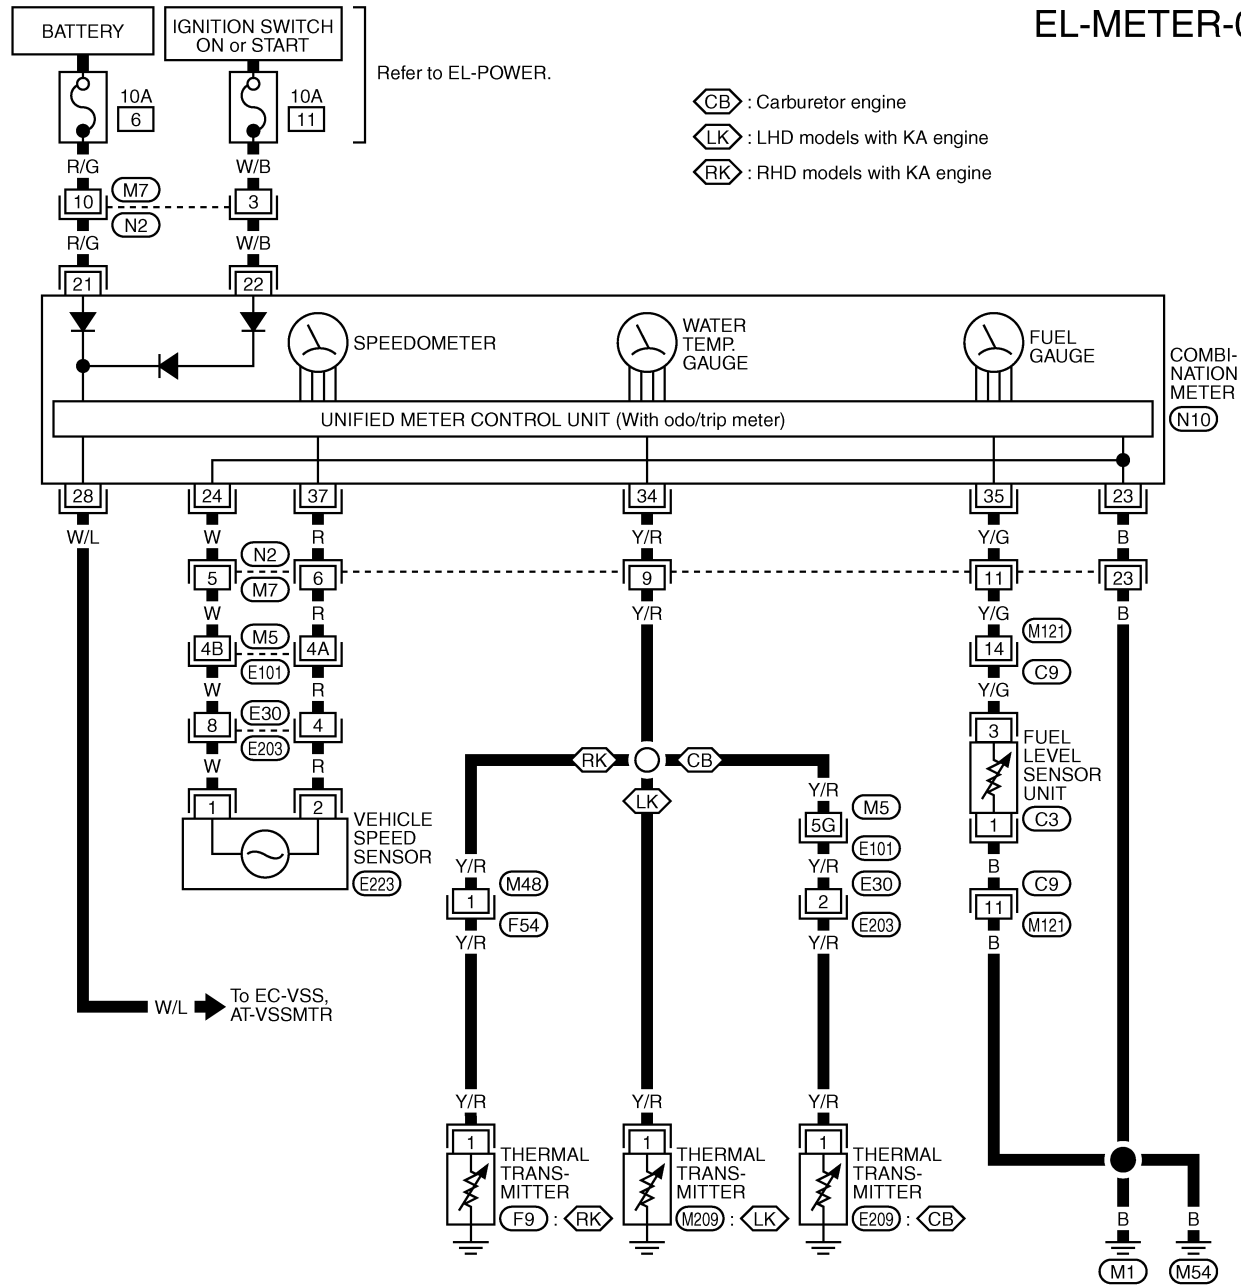 EL-METER-0
BATTERY
IGNITION SWITCH
ON or START
Refer to EL-POWER.
10A
6
10A
11
CB : Carburetor engine
LK : LHD models with KA engine
RK : RHD models with KA engine
R/G
W/B
10
M7
3
N2
R/G
W/B
21
22
SPEEDOMETER
WATER
TEMP.
GAUGE
FUEL
GAUGE
COMBI-
NATION
METER
N10
UNIFIED METER CONTROL UNIT (With odo/trip meter)
28
24
37
34
35
23
W/L
W
R
Y/R
Y/G
B
N2
5
6
9
11
23
M7
W
R
Y/R
Y/G
B
M5
4B
4A
E101
M121
14
C9
W
R
Y/G
E30
8
4
E203
W
R
3
FUEL
LEVEL
SENSOR
UNIT
C3
1
RK
CB
LK
1
2
VEHICLE
SPEED
SENSOR
E223
Y/R
M5
5G
E101
Y/R
Y/R
B
M48
1
F54
E30
2
E203
C9
11
M121
Y/R
Y/R
B
W/L
To EC-VSS,
AT-VSSMTR
Y/R
Y/R
Y/R
1
THERMAL
TRANS-
MITTER
F9 : RK
1
THERMAL
TRANS-
MITTER
M209 : LK
1
THERMAL
TRANS-
MITTER
E209 : CB
B
B
M1
M54